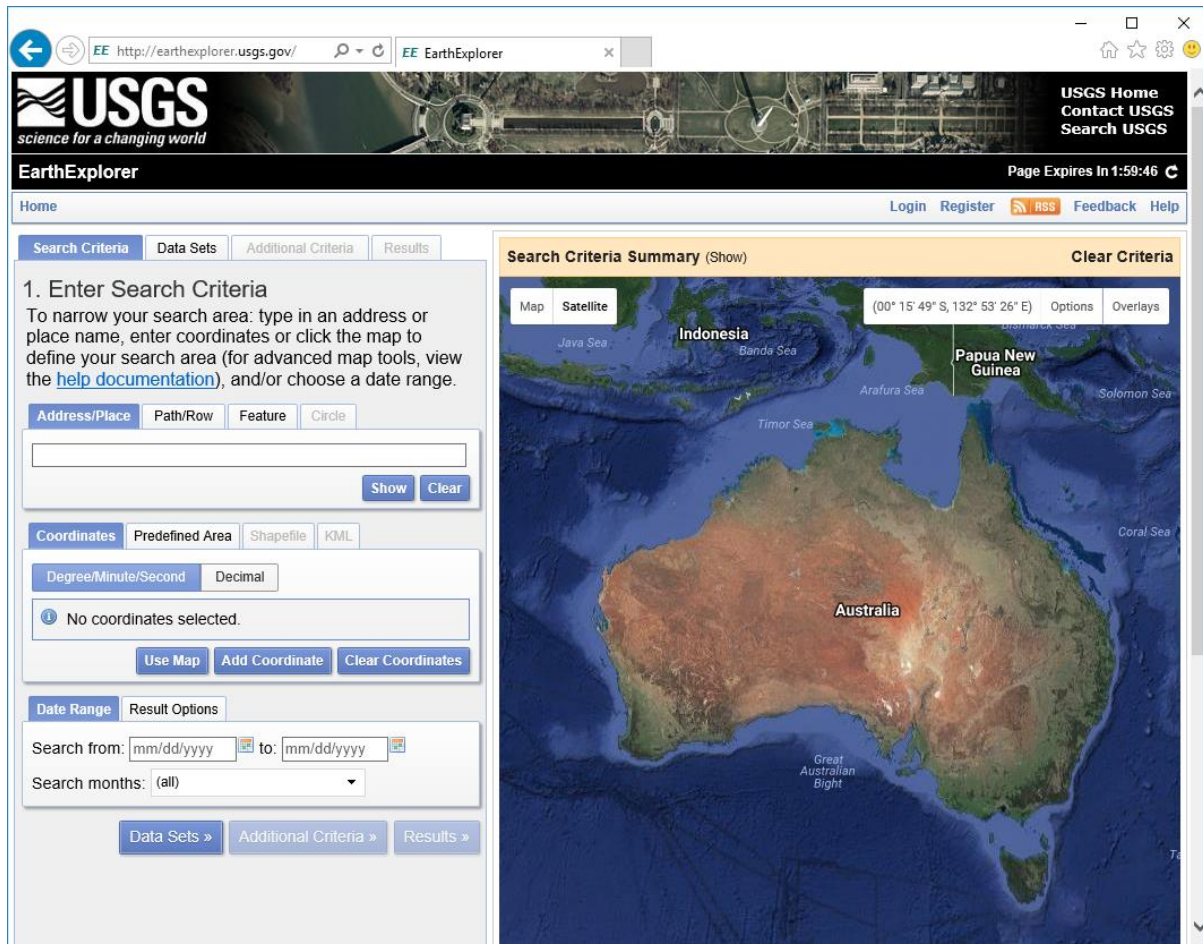 EE http://earthexplorer.usgs.gov/
EE EarthExplorer
USGS
science for a changing world
USGS Home
Contact USGS
Search USGS
EarthExplorer
Page Expires In 1:59:46
Home
Login Register RSS Feedback Help
Search Criteria Data Sets Additional Criteria Results
1. Enter Search Criteria
To narrow your search area: type in an address or
place name, enter coordinates or click the map to
define your search area (for advanced map tools, view
the help documentation), and/or choose a date range.
Address/Place Path/Row Feature Circle
Show Clear
Coordinates Predefined Area Shapefile KML
Degree/Minute/Second Decimal
No coordinates selected.
Use Map Add Coordinate Clear Coordinates
Date Range Result Options
Search from: mm/dd/yyyy to: mm/dd/yyyy
Search months: (all)
Data Sets » Additional Criteria » Results »
Search Criteria Summary (Show)
Clear Criteria
Map Satellite
(00° 15' 49" S, 132° 53' 26" E) Options Overlays
Indonesia
Java Sea
Banda Sea
Bismarck Sea
Papua New
Guinea
Arafura Sea
Solomon Sea
Timor Sea
Coral Sea
Australia
Great
Australian
Bight